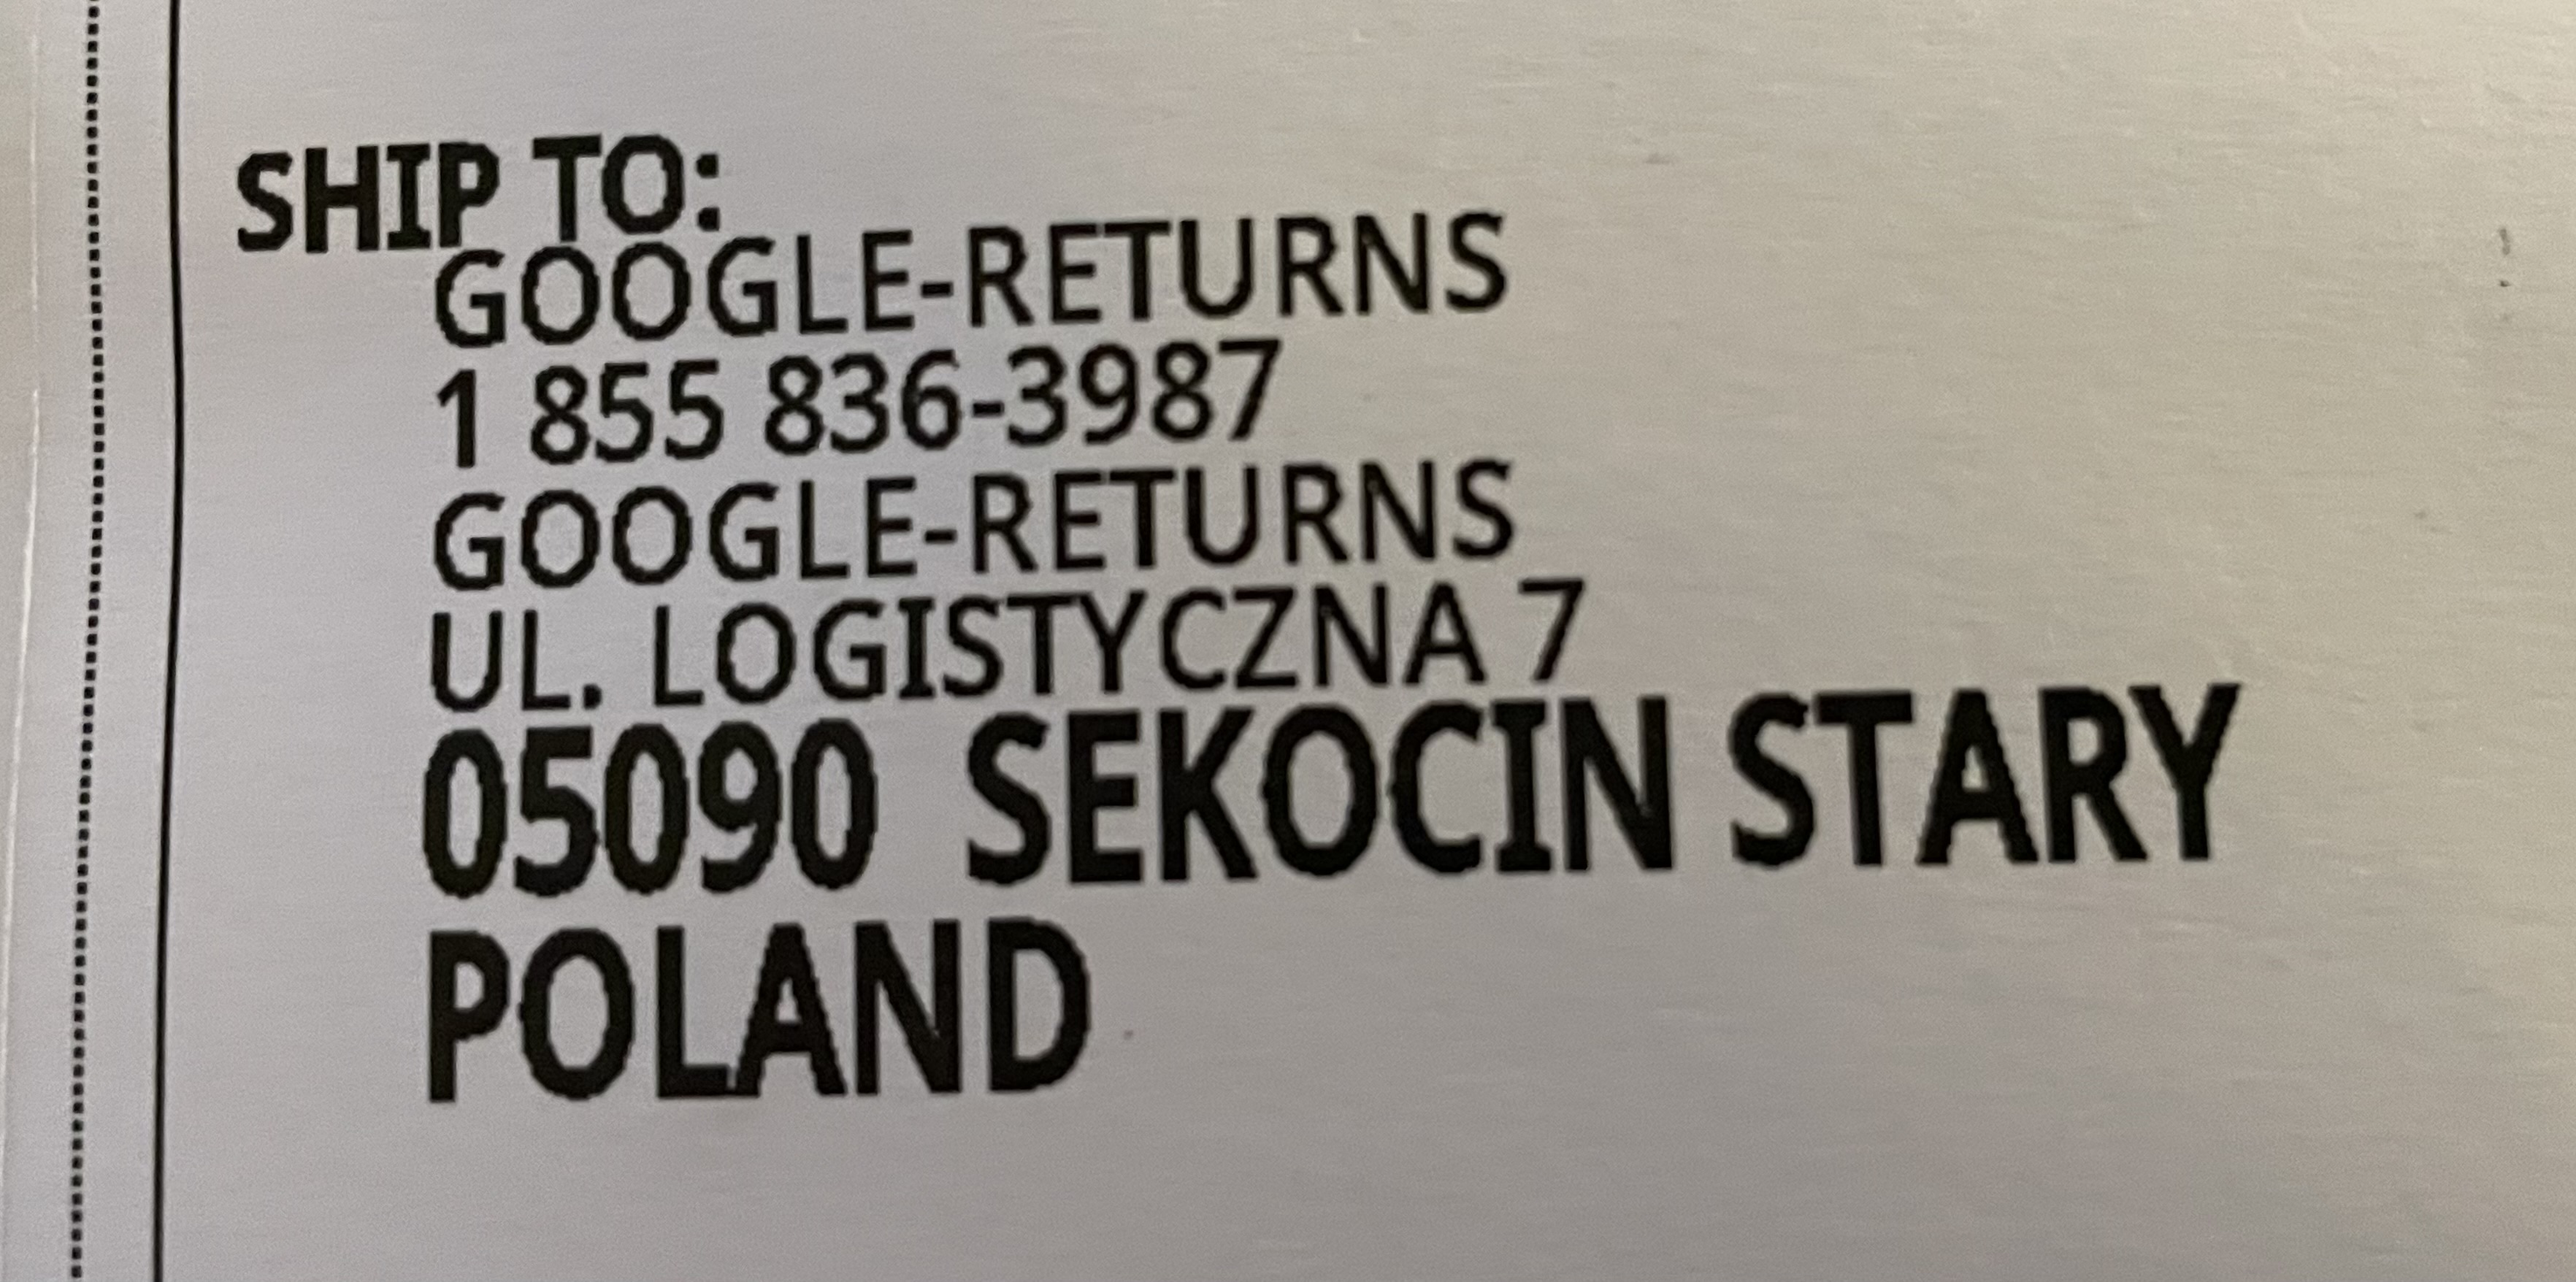 SHIP TO:
GOOGLE-RETURNS
1 855 836-3987
GOOGLE-RETURNS
UL. LOGISTYCZNA 7
05090 SEKOCIN STARY
POLAND